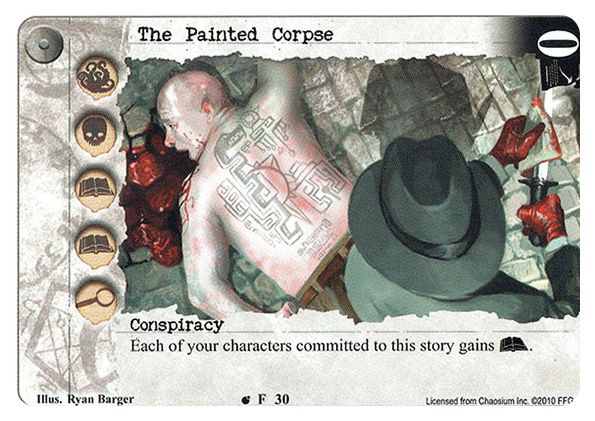 The Painted Corpse
0
Conspiracy
Each of your characters committed to this story gains .
Illus. Ryan Barger
F 30
Licensed from Chaosium Inc. ©2010 FFG